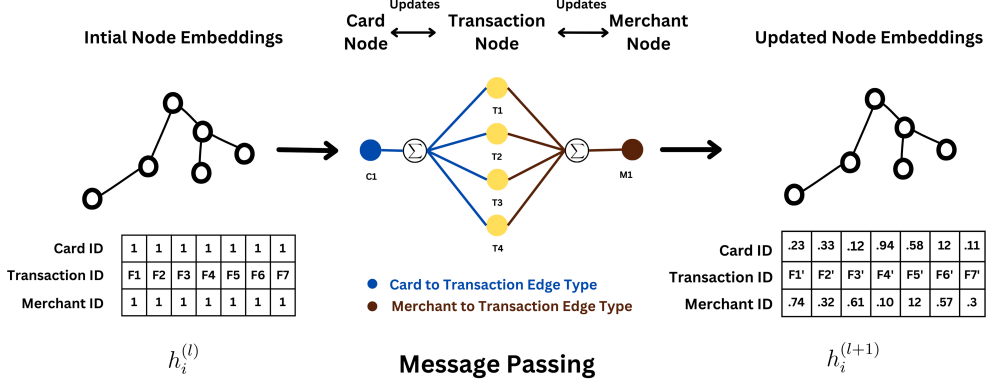 Updates
Updates
Card
Node
Transaction
Node
Merchant
Node
Intial Node Embeddings
Updated Node Embeddings
∑
∑
C1
T1
T2
T3
T4
M1
Card to Transaction Edge Type
Merchant to Transaction Edge Type
Card ID 1 1 1 1 1 1 1
Transaction ID F1 F2 F3 F4 F5 F6 F7
Merchant ID 1 1 1 1 1 1 1
Card ID .23 .33 .12 .94 .58 12 .11
Transaction ID F1' F2' F3' F4' F5' F6' F7'
Merchant ID .74 .32 .61 .10 12 .57 .3
h_i^{(l)}
Message Passing
h_i^{(l+1)}